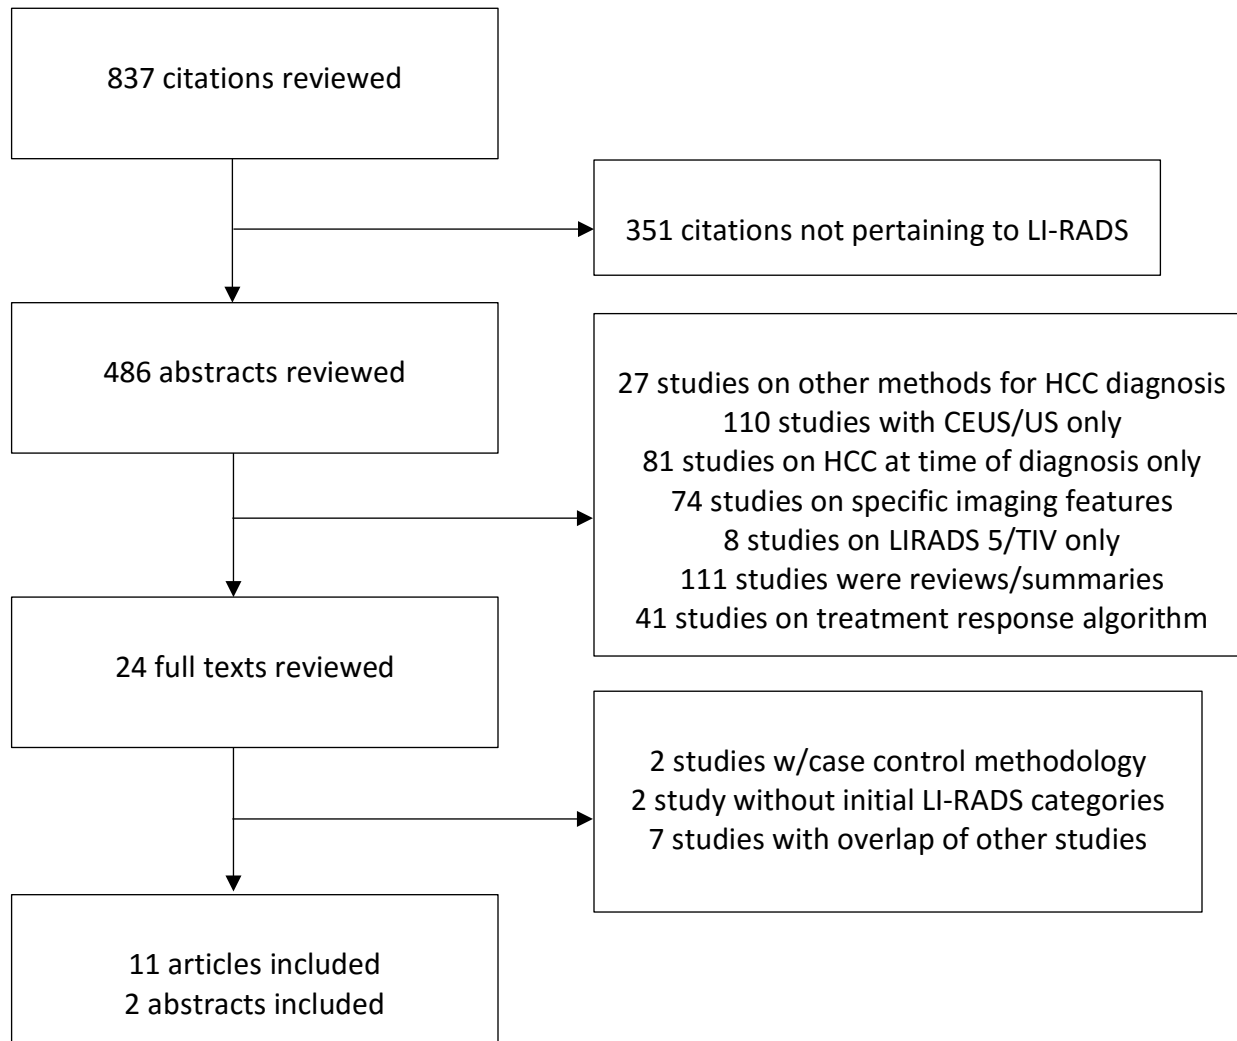 837 citations reviewed
351 citations not pertaining to LI-RADS
486 abstracts reviewed
27 studies on other methods for HCC diagnosis
110 studies with CEUS/US only
81 studies on HCC at time of diagnosis only
74 studies on specific imaging features
8 studies on LIRADS 5/TIV only
111 studies were reviews/summaries
41 studies on treatment response algorithm
24 full texts reviewed
2 studies w/case control methodology
2 study without initial LI-RADS categories
7 studies with overlap of other studies
11 articles included
2 abstracts included